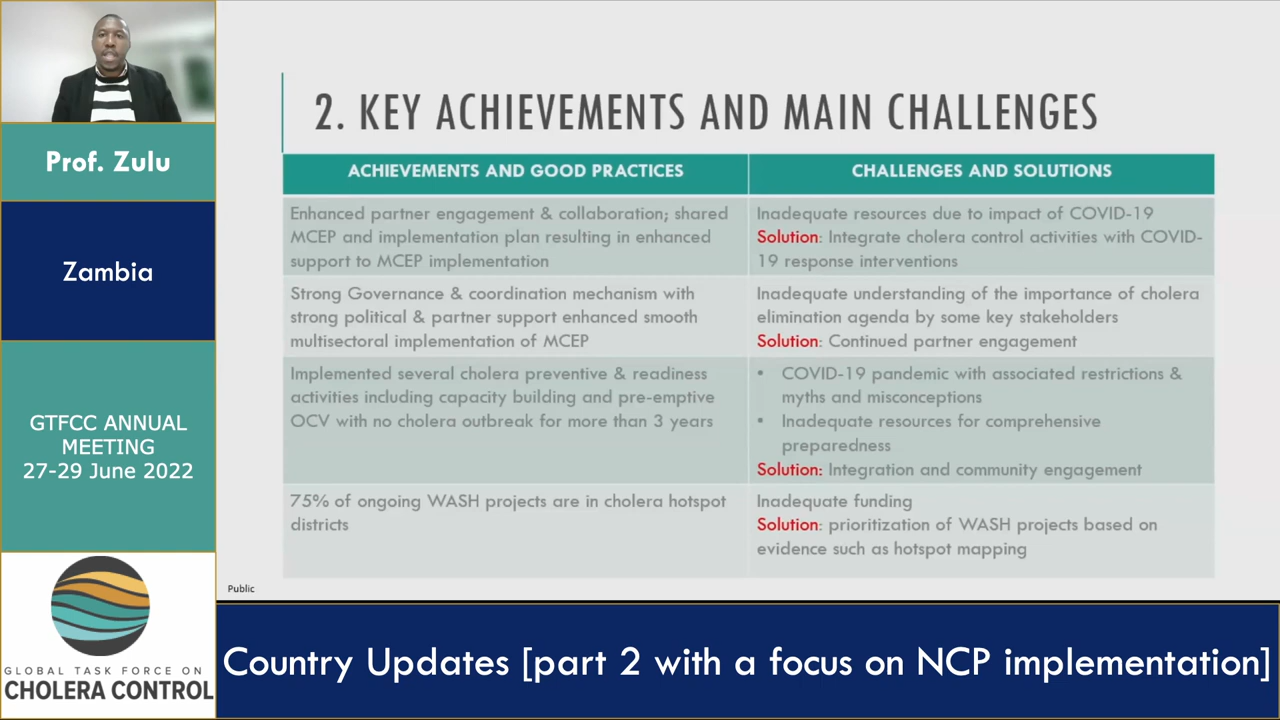 Prof. Zulu
Zambia
GTFCC ANNUAL
MEETING
27-29 June 2022
GLOBAL TASK FORCE ON
CHOLERA CONTROL
2. KEY ACHIEVEMENTS AND MAIN CHALLENGES
ACHIEVEMENTS AND GOOD PRACTICES
CHALLENGES AND SOLUTIONS
Enhanced partner engagement & collaboration; shared
MCEP and implementation plan resulting in enhanced
support to MCEP implementation
Inadequate resources due to impact of COVID-19
Solution: Integrate cholera control activities with COVID-
19 response interventions
Strong Governance & coordination mechanism with
strong political & partner support enhanced smooth
multisectoral implementation of MCEP
Inadequate understanding of the importance of cholera
elimination agenda by some key stakeholders
Solution: Continued partner engagement
Implemented several cholera preventive & readiness
activities including capacity building and pre-emptive
OCV with no cholera outbreak for more than 3 years
• COVID-19 pandemic with associated restrictions &
myths and misconceptions
• Inadequate resources for comprehensive
preparedness
Solution: Integration and community engagement
75% of ongoing WASH projects are in cholera hotspot
districts
Inadequate funding
Solution: prioritization of WASH projects based on
evidence such as hotspot mapping
Public
Country Updates [part 2 with a focus on NCP implementation]